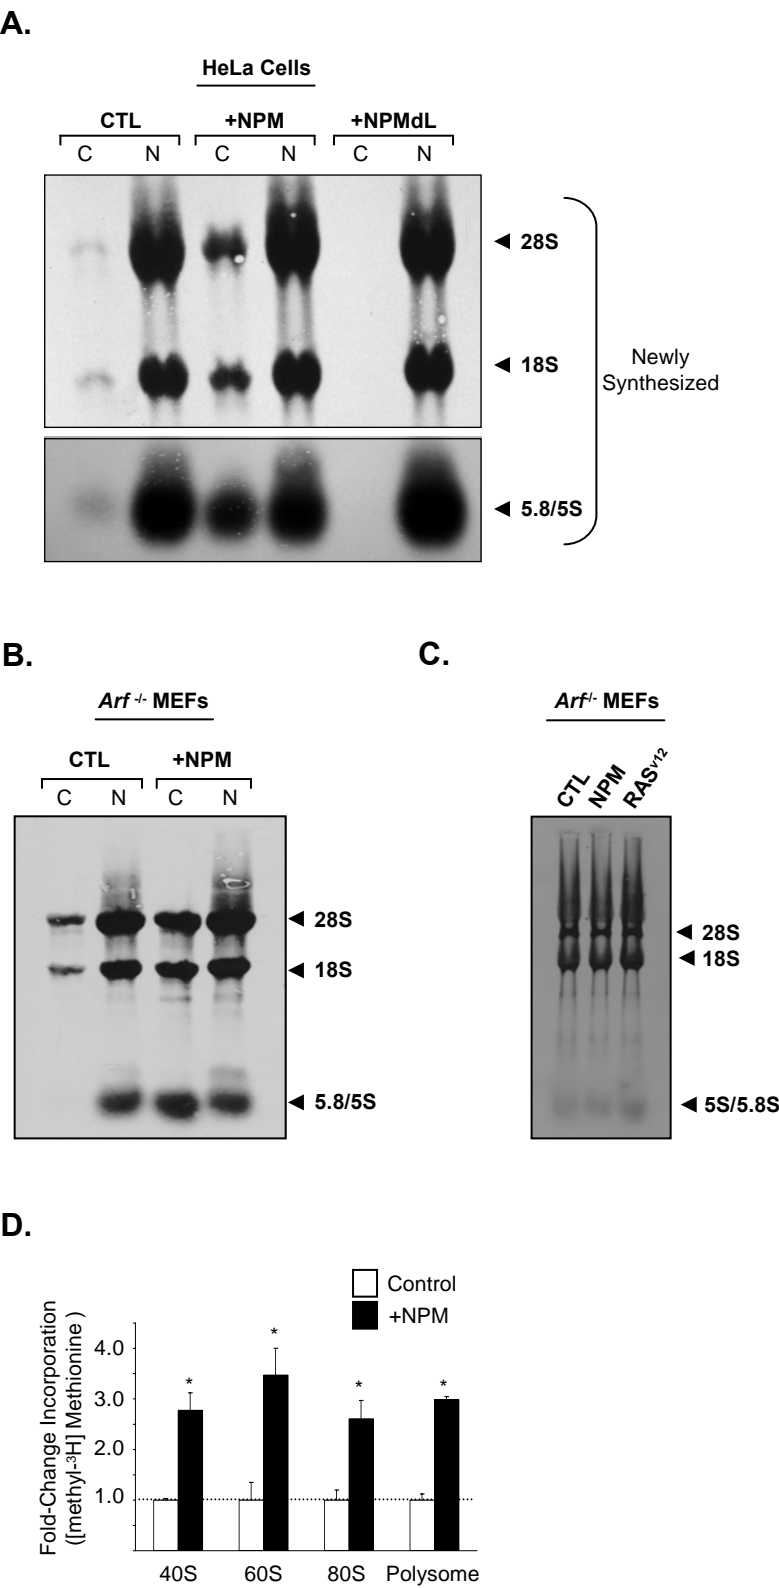 A.
HeLa Cells
CTL +NPM +NPMdL
C N C N C N
◄ 28S
◄ 18S
Newly
Synthesized
◄ 5.8/5S
B.
Arf -/- MEFs
CTL +NPM
C N C N
◄ 28S
◄ 18S
◄ 5.8/5S
C.
Arf-/- MEFs
CTL NPM RASv12
◄ 28S
◄ 18S
◄ 5S/5.8S
D.
Control
+NPM
Fold-Change Incorporation
([methyl-³H] Methionine )
4.0
3.0
2.0
1.0
* * * *
40S 60S 80S Polysome